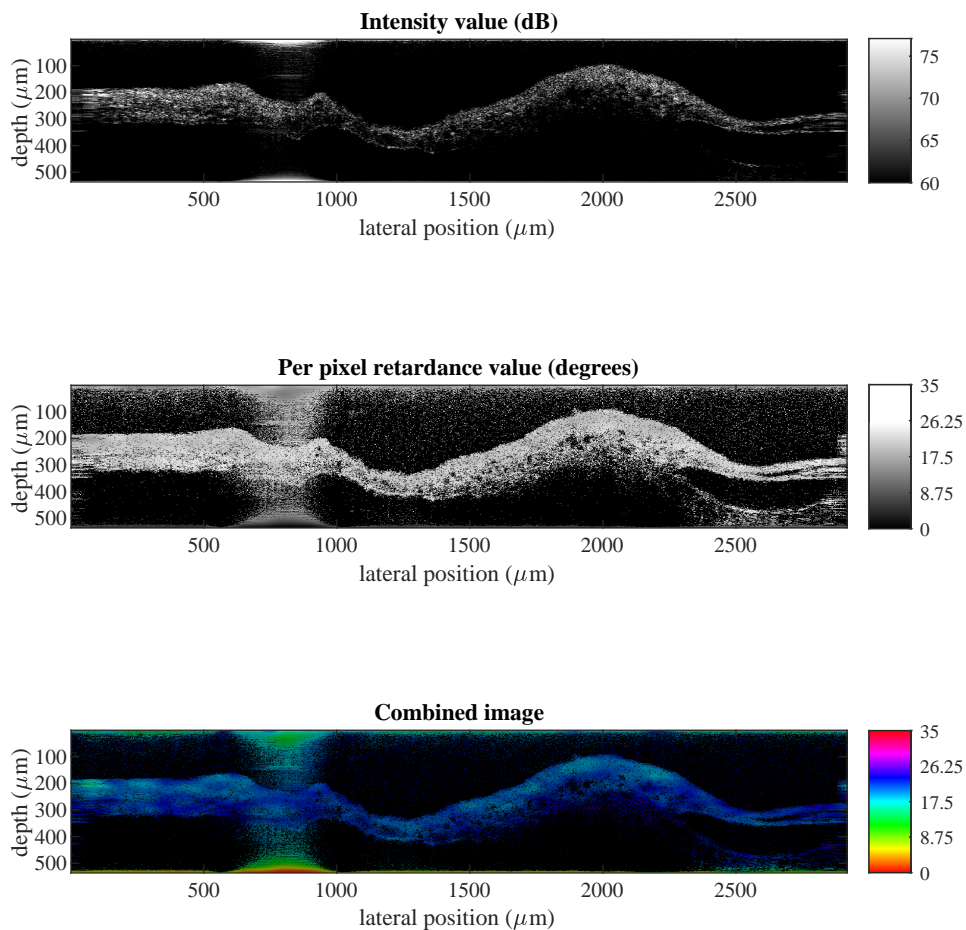 Intensity value (dB)
depth (μm)
100
200
300
400
500
500 1000 1500 2000 2500
lateral position (μm)
75
70
65
60
Per pixel retardance value (degrees)
depth (μm)
100
200
300
400
500
500 1000 1500 2000 2500
lateral position (μm)
35
26.25
17.5
8.75
0
Combined image
depth (μm)
100
200
300
400
500
500 1000 1500 2000 2500
lateral position (μm)
35
26.25
17.5
8.75
0